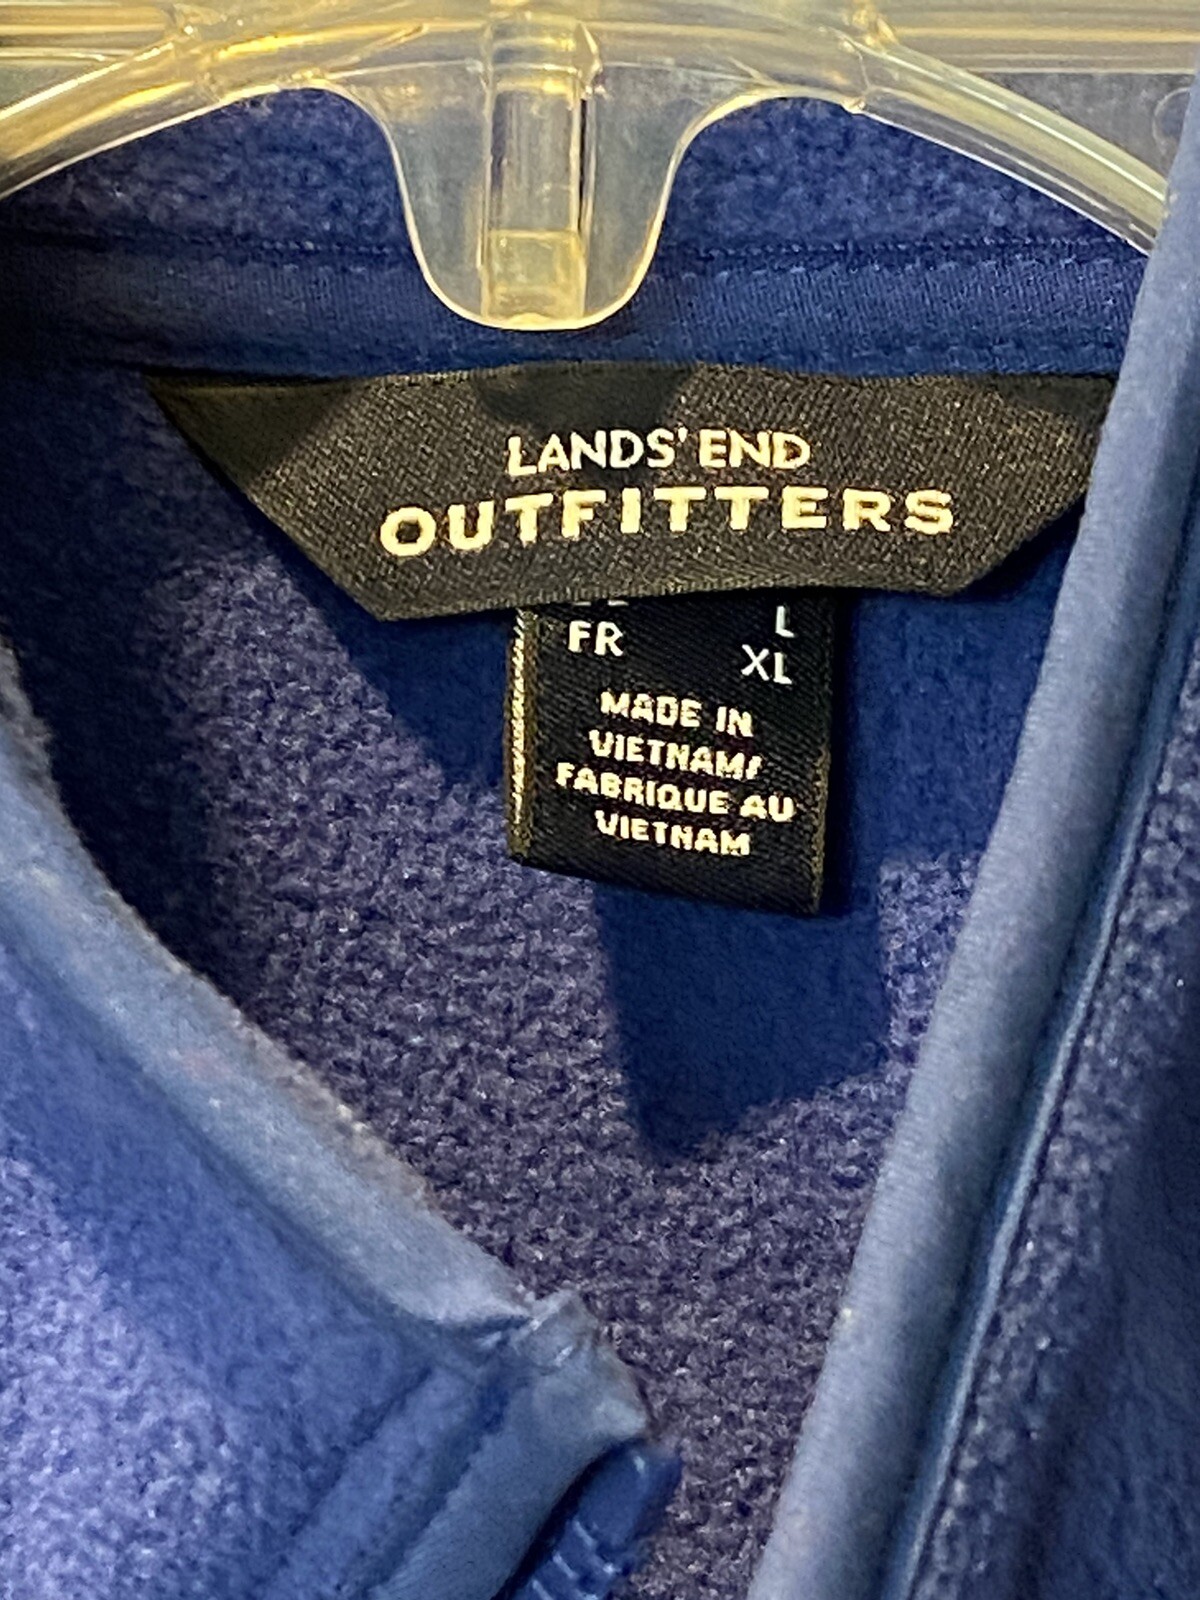 LANDS' END
OUTFITTERS
L
FR XL
MADE IN
VIETNAM/
FABRIQUE AU
VIETNAM